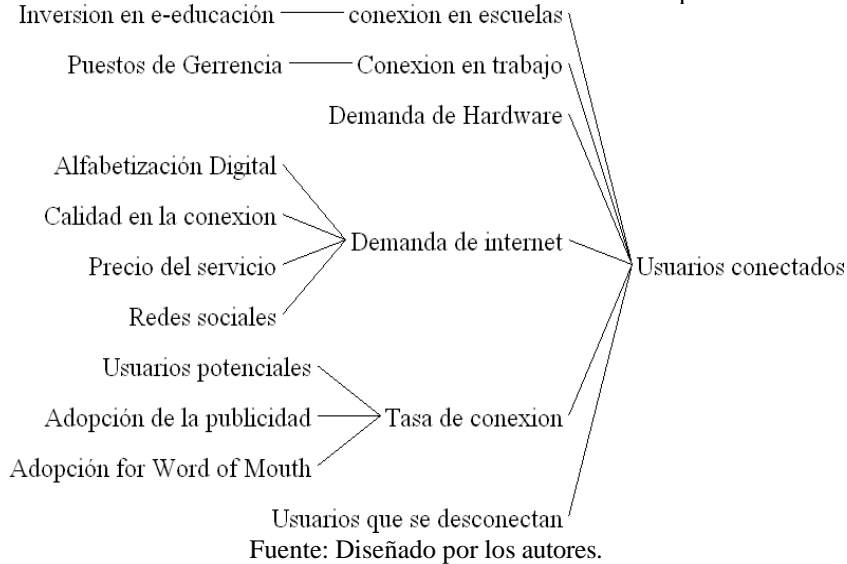 Inversion en e-educación conexion en escuelas
Puestos de Gerrencia Conexion en trabajo
Demanda de Hardware
Alfabetización Digital
Calidad en la conexion
Demanda de internet
Precio del servicio
Usuarios conectados
Redes sociales
Usuarios potenciales
Adopción de la publicidad Tasa de conexion
Adopción for Word of Mouth
Usuarios que se desconectan
Fuente: Diseñado por los autores.